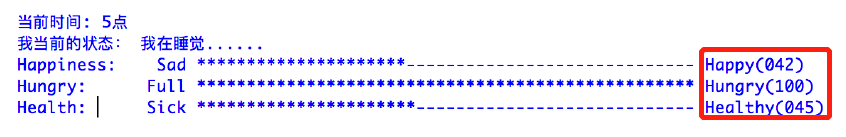 当前时间: 5点
我当前的状态: 我在睡觉......
Happiness: Sad *********************----------------------------- Happy(042)
Hungry: Full ************************************************** Hungry(100)
Health: Sick **********************---------------------------- Healthy(045)